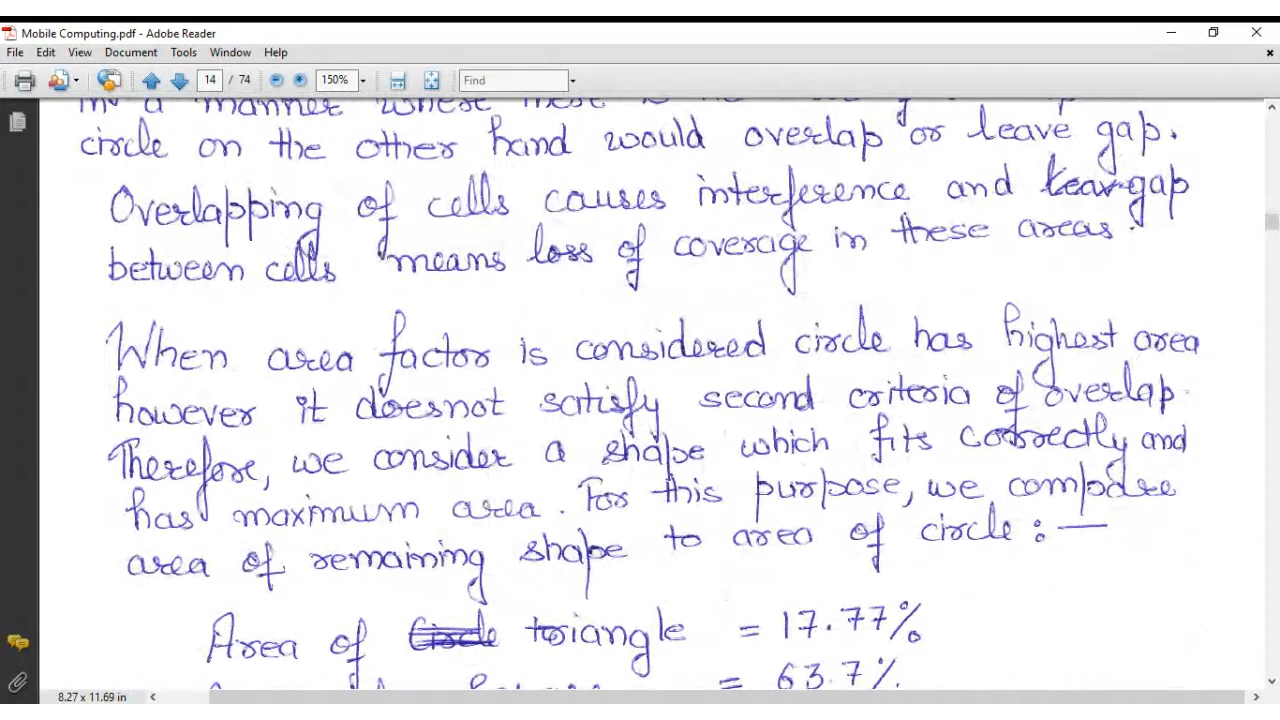 Mobile Computing.pdf - Adobe Reader
File Edit View Document Tools Window Help
14 / 74 150% Find
in a manner where
circle on the other hand would overlap or leave gap.
Overlapping of cells causes interference and gap
between cells means loss of coverage in these areas.
When area factor is considered circle has highest area
however it doesnot satisfy second criteria of overlap.
Therefore, we consider a shape which fits correctly and
has maximum area. For this purpose, we compare
area of remaining shape to area of circle : —
Area of triangle = 17.77%
= 63.7%.
8.27 x 11.69 in